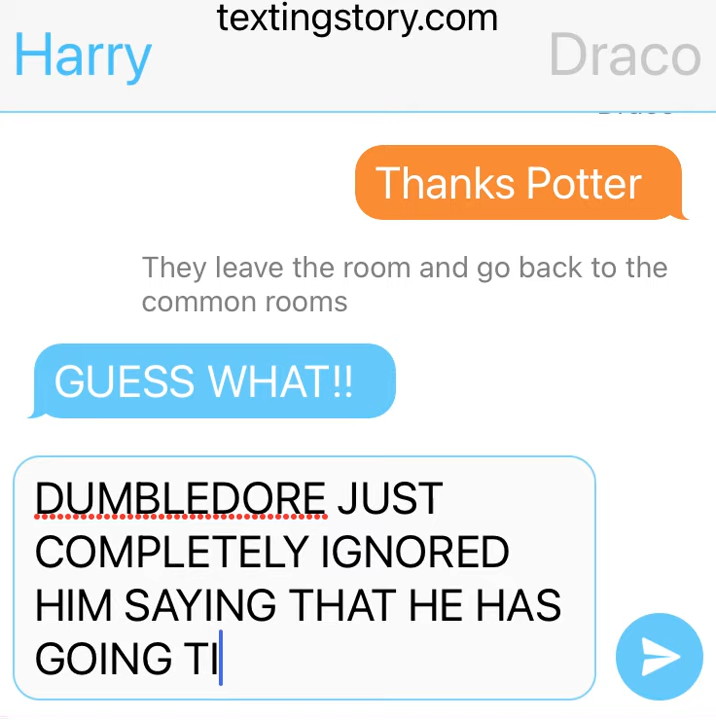 textingstory.com
Harry
Draco
Thanks Potter
They leave the room and go back to the
common rooms
GUESS WHAT!!
DUMBLEDORE JUST
COMPLETELY IGNORED
HIM SAYING THAT HE HAS
GOING TI